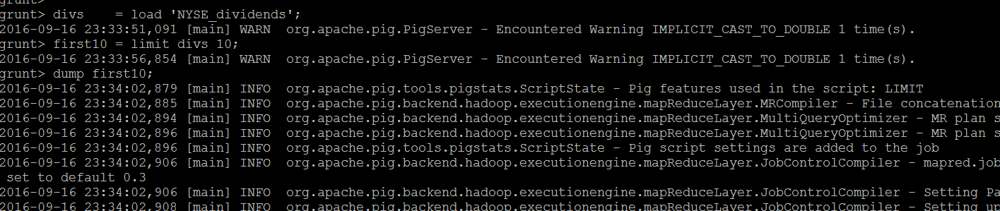 grunt>
grunt> divs    = load 'NYSE_dividends';
2016-09-16 23:33:51,091 [main] WARN  org.apache.pig.PigServer - Encountered Warning IMPLICIT_CAST_TO_DOUBLE 1 time(s).
grunt> first10 = limit divs 10;
2016-09-16 23:33:56,854 [main] WARN  org.apache.pig.PigServer - Encountered Warning IMPLICIT_CAST_TO_DOUBLE 1 time(s).
grunt> dump first10;
2016-09-16 23:34:02,879 [main] INFO  org.apache.pig.tools.pigstats.ScriptState - Pig features used in the script: LIMIT
2016-09-16 23:34:02,885 [main] INFO  org.apache.pig.backend.hadoop.executionengine.mapReduceLayer.MRCompiler - File concatenation
2016-09-16 23:34:02,894 [main] INFO  org.apache.pig.backend.hadoop.executionengine.mapReduceLayer.MultiQueryOptimizer - MR plan s
2016-09-16 23:34:02,896 [main] INFO  org.apache.pig.backend.hadoop.executionengine.mapReduceLayer.MultiQueryOptimizer - MR plan s
2016-09-16 23:34:02,896 [main] INFO  org.apache.pig.tools.pigstats.ScriptState - Pig script settings are added to the job
2016-09-16 23:34:02,906 [main] INFO  org.apache.pig.backend.hadoop.executionengine.mapReduceLayer.JobControlCompiler - mapred.job
 set to default 0.3
2016-09-16 23:34:02,906 [main] INFO  org.apache.pig.backend.hadoop.executionengine.mapReduceLayer.JobControlCompiler - Setting Pa
2016-09-16 23:34:02,908 [main] INFO  org.apache.pig.backend.hadoop.executionengine.mapReduceLayer.JobControlCompiler - Setting up